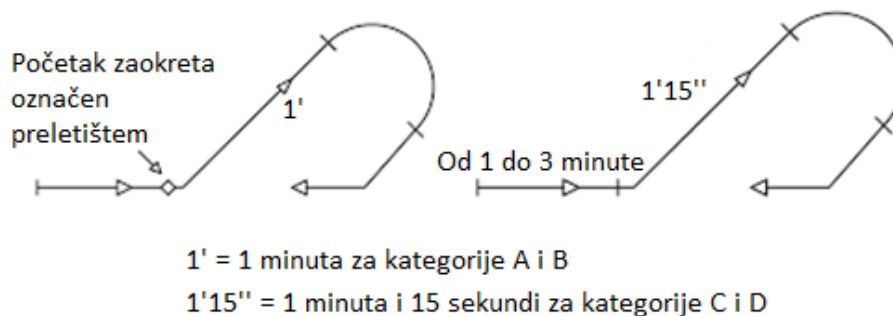 Početak zaokreta
označen
preletištem
1'
1'15''
Od 1 do 3 minute
1' = 1 minuta za kategorije A i B
1'15'' = 1 minuta i 15 sekundi za kategorije C i D